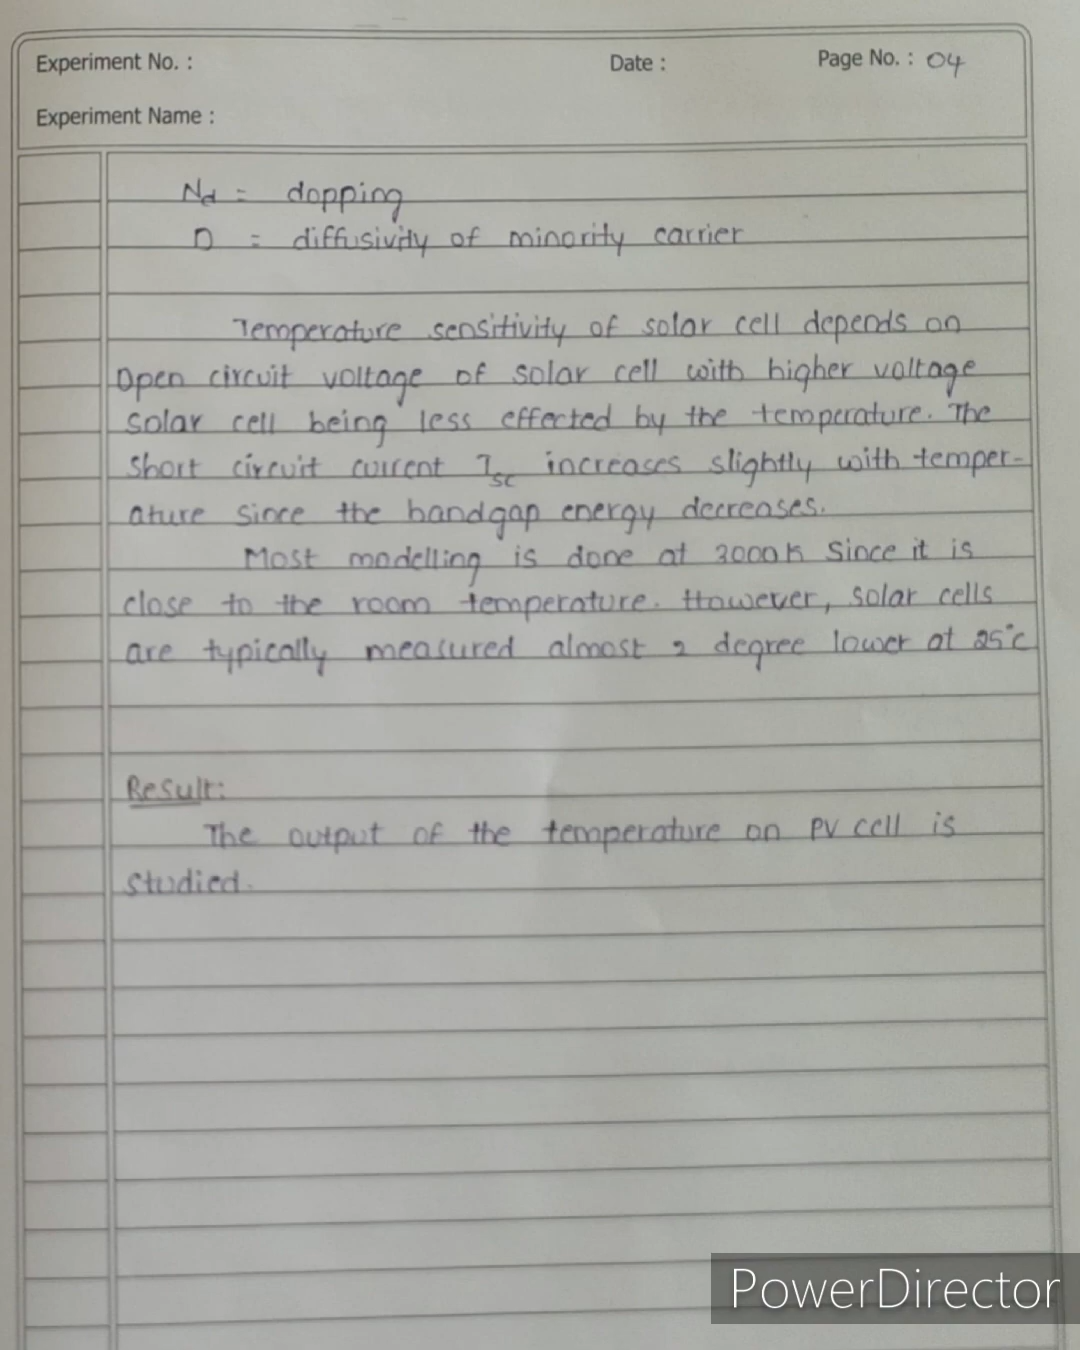 Experiment No. : Date : Page No. : 04
Experiment Name :
Nd = dopping
D = diffusivity of minority carrier
Temperature sensitivity of solar cell depends on
Open circuit voltage of solar cell with higher voltage
solar cell being less effected by the temperature. The
short circuit current Isc increases slightly with temper-
ature since the bandgap energy decreases.
Most modelling is done at 3000K since it is
close to the room temperature. However, solar cells
are typically measured almost 2 degree lower at 25°C
Result:
The output of the temperature on PV cell is
studied.
PowerDirector